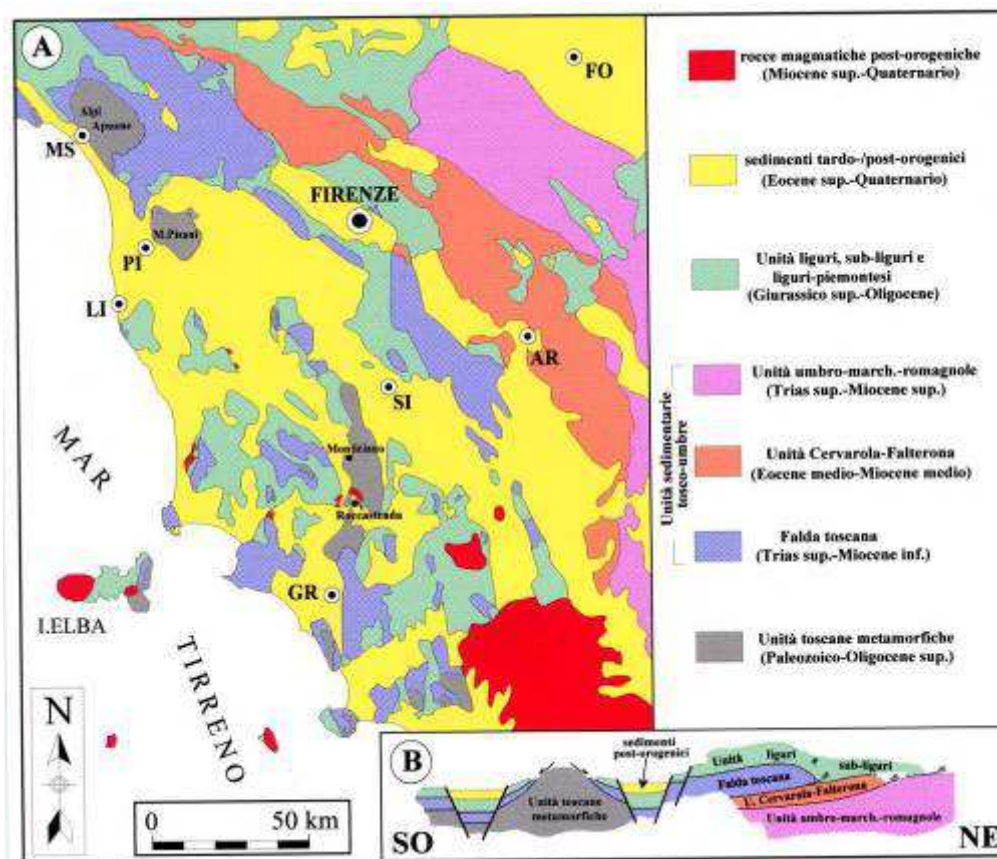 A
Alpi
Apuane
MS
FO
FIRENZE
M.Pisani
PI
LI
AR
SI
MAR
Monticiano
Roccastrada
GR
I.ELBA
TIRRENO
N
0 50 km
rocce magmatiche post-orogeniche
(Miocene sup.-Quaternario)
sedimenti tardo-/post-orogenici
(Eocene sup.-Quaternario)
Unità liguri, sub-liguri e
liguri-piemontesi
(Giurassico sup.-Oligocene)
Unità sedimentarie
tosco-umbre
Unità umbro-march.-romagnole
(Trias sup.-Miocene sup.)
Unità Cervarola-Falterona
(Eocene medio-Miocene medio)
Falda toscana
(Trias sup.-Miocene inf.)
Unità toscane metamorfiche
(Paleozoico-Oligocene sup.)
B
sedimenti
post-orogenici
Unità liguri sub-liguri
Falda toscana
U. Cervarola-Falterona
Unità toscane
metamorfiche
Unità umbro-march.-romagnole
SO
NE